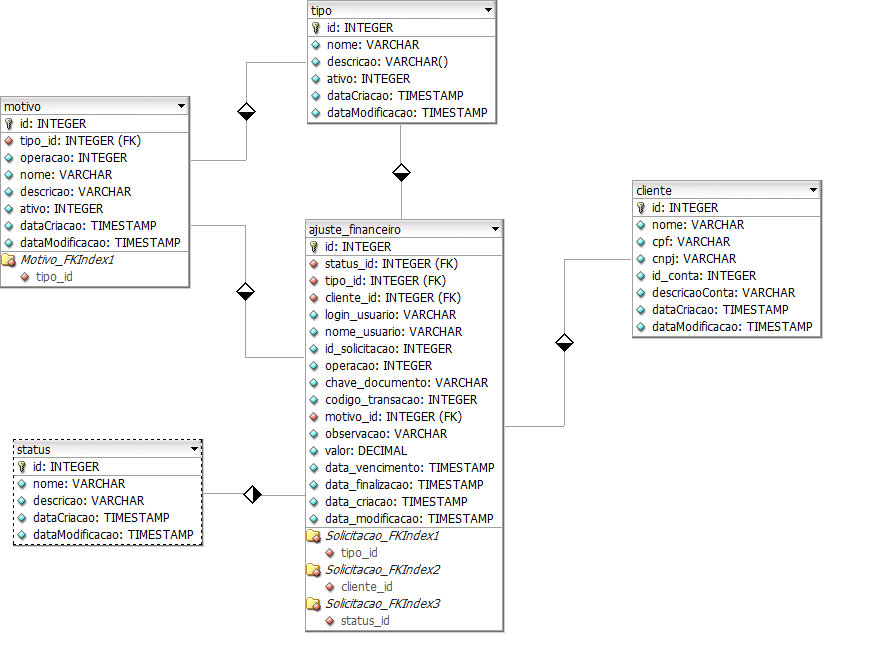 tipo
id: INTEGER
nome: VARCHAR
descricao: VARCHAR()
ativo: INTEGER
dataCriacao: TIMESTAMP
dataModificacao: TIMESTAMP
motivo
id: INTEGER
tipo_id: INTEGER (FK)
operacao: INTEGER
nome: VARCHAR
descricao: VARCHAR
ativo: INTEGER
dataCriacao: TIMESTAMP
dataModificacao: TIMESTAMP
Motivo_FKIndex1
tipo_id
cliente
id: INTEGER
nome: VARCHAR
cpf: VARCHAR
cnpj: VARCHAR
id_conta: INTEGER
descricaoConta: VARCHAR
dataCriacao: TIMESTAMP
dataModificacao: TIMESTAMP
ajuste_financeiro
id: INTEGER
status_id: INTEGER (FK)
tipo_id: INTEGER (FK)
cliente_id: INTEGER (FK)
login_usuario: VARCHAR
nome_usuario: VARCHAR
id_solicitacao: INTEGER
operacao: INTEGER
chave_documento: VARCHAR
codigo_transacao: INTEGER
motivo_id: INTEGER (FK)
observacao: VARCHAR
valor: DECIMAL
data_vencimento: TIMESTAMP
data_finalizacao: TIMESTAMP
data_criacao: TIMESTAMP
data_modificacao: TIMESTAMP
Solicitacao_FKIndex1
tipo_id
Solicitacao_FKIndex2
cliente_id
Solicitacao_FKIndex3
status_id
status
id: INTEGER
nome: VARCHAR
descricao: VARCHAR
dataCriacao: TIMESTAMP
dataModificacao: TIMESTAMP